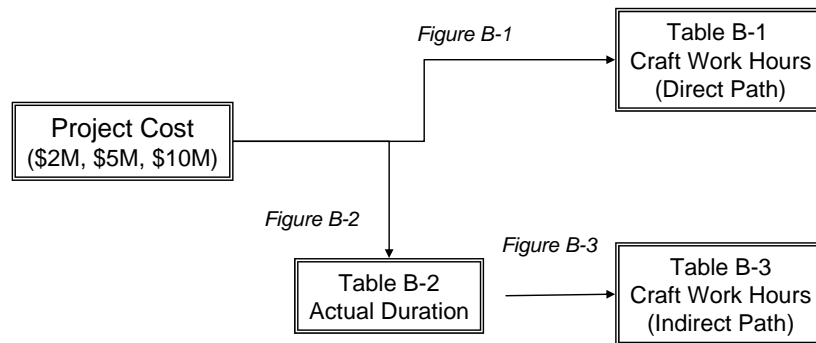 Figure B-1
Table B-1
Craft Work Hours
(Direct Path)
Project Cost
($2M, $5M, $10M)
Figure B-2
Figure B-3
Table B-2
Actual Duration
Table B-3
Craft Work Hours
(Indirect Path)